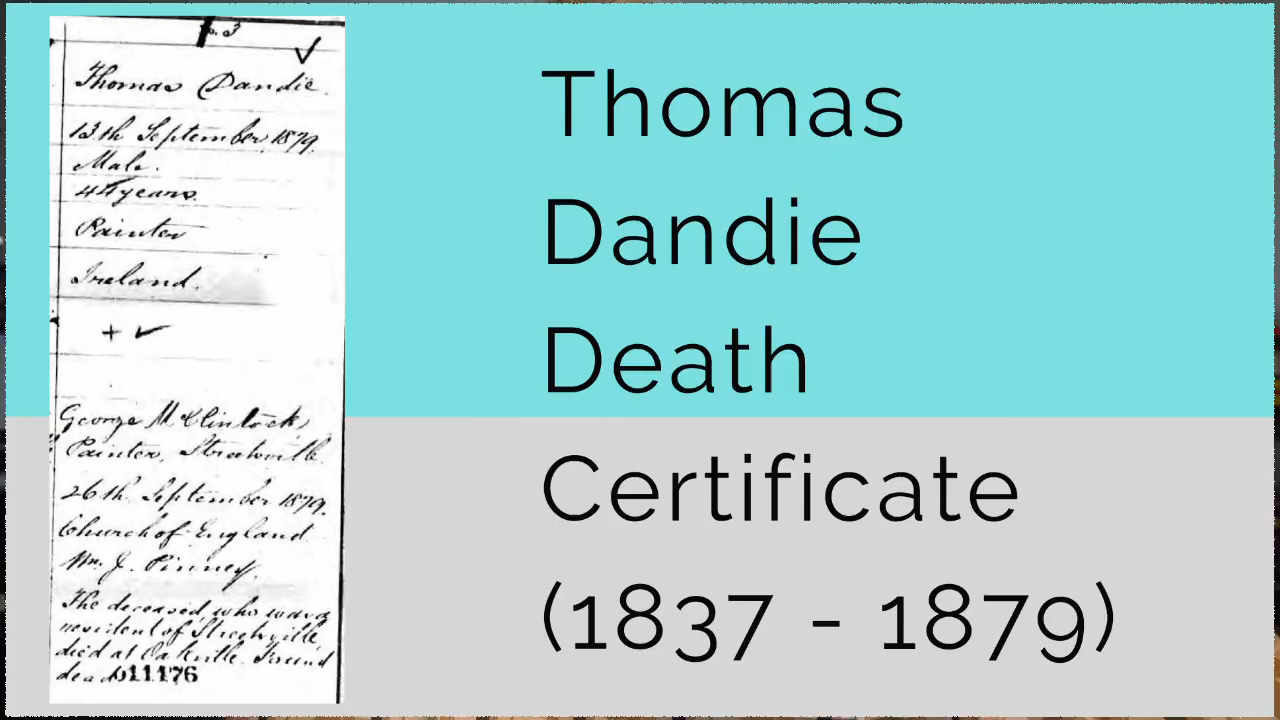 p. 3
Thomas Dandie.
13th September 1879.
Male.
44 years.
Painter
Ireland.
George McClintock,
Painter, Streetsville.
26th September 1879.
Church of England
Wm. J. Pinney.
The deceased, who was a
resident of Streetsville,
died at Oakville. Found
dead
011176
Thomas
Dandie
Death
Certificate
(1837 - 1879)